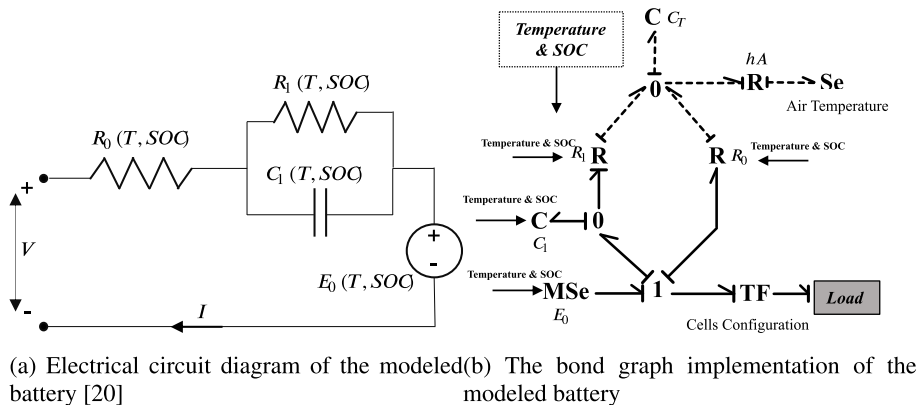 R₁ (T, SOC)
R₀ (T, SOC)
C₁ (T, SOC)
+
V
-
+
-
E₀ (T, SOC)
I
Temperature
& SOC
C C_T
hA
0
R
Se
Air Temperature
Temperature & SOC
R₁ R
R R₀
Temperature & SOC
Temperature & SOC
C
0
C₁
Temperature & SOC
MSe
1
TF
Load
E₀
Cells Configuration
(a) Electrical circuit diagram of the modeled
battery [20]
(b) The bond graph implementation of the
modeled battery